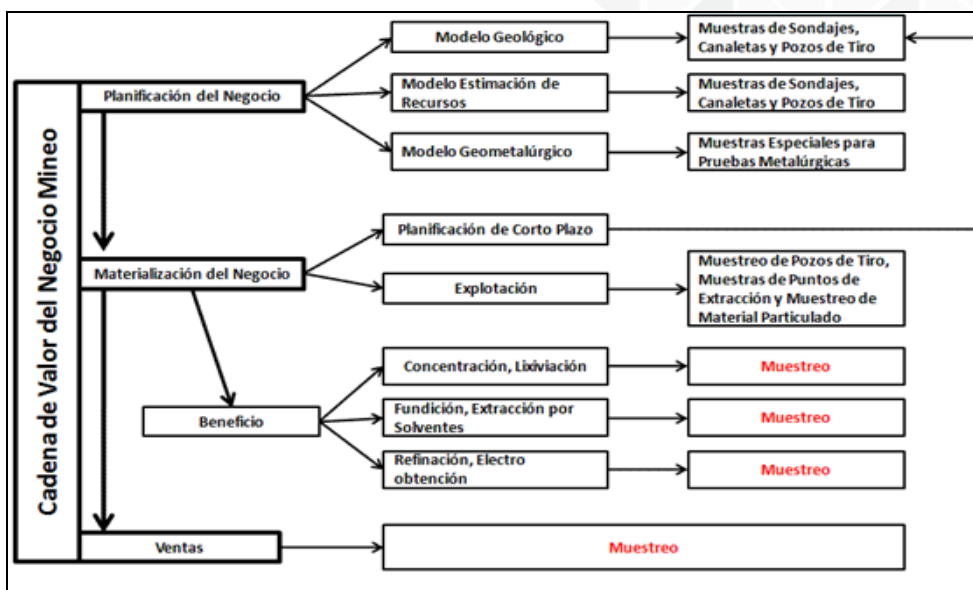 Cadena de Valor del Negocio Mineo
Planificación del Negocio
Modelo Geológico
Muestras de Sondajes,
Canaletas y Pozos de Tiro
Modelo Estimación de
Recursos
Muestras de Sondajes,
Canaletas y Pozos de Tiro
Modelo Geometalúrgico
Muestras Especiales para
Pruebas Metalúrgicas
Materialización del Negocio
Planificación de Corto Plazo
Explotación
Muestreo de Pozos de Tiro,
Muestras de Puntos de
Extracción y Muestreo de
Material Particulado
Beneficio
Concentración, Lixiviación
Muestreo
Fundición, Extracción por
Solventes
Muestreo
Refinación, Electro
obtención
Muestreo
Ventas
Muestreo